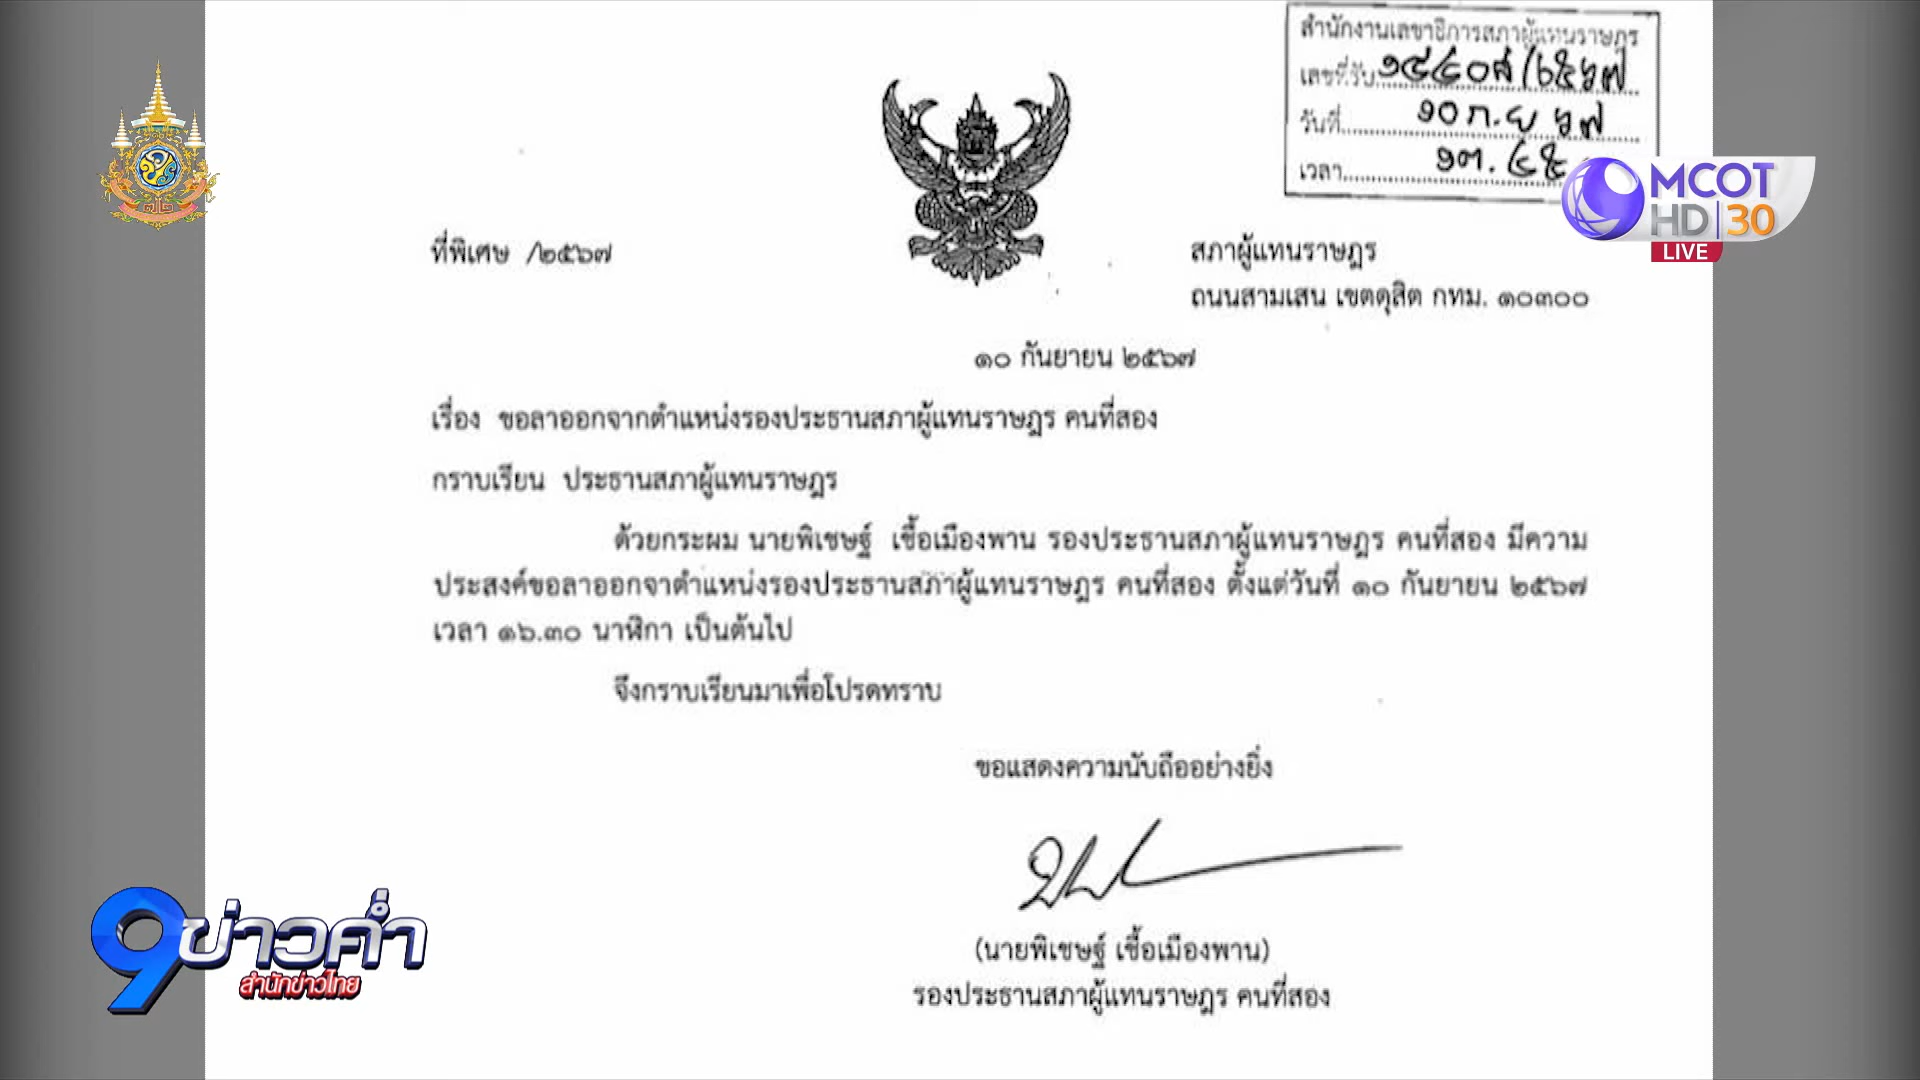 สำนักงานเลขาธิการสภาผู้แทนราษฎร
เลขที่รับ ๑๕๔๐๙/๒๕๖๗
วันที่ ๑๐ ก.ย ๖๗
เวลา ๑๓.๔๕
MCOT
HD 30
LIVE
ที่พิเศษ /๒๕๖๗
สภาผู้แทนราษฎร
ถนนสามเสน เขตดุสิต กทม. ๑๐๓๐๐
๑๐ กันยายน ๒๕๖๗
เรื่อง ขอลาออกจากตำแหน่งรองประธานสภาผู้แทนราษฎร คนที่สอง
กราบเรียน ประธานสภาผู้แทนราษฎร
ด้วยกระผม นายพิเชษฐ์ เชื้อเมืองพาน รองประธานสภาผู้แทนราษฎร คนที่สอง มีความ
ประสงค์ขอลาออกจาตำแหน่งรองประธานสภาผู้แทนราษฎร คนที่สอง ตั้งแต่วันที่ ๑๐ กันยายน ๒๕๖๗
เวลา ๑๖.๓๐ นาฬิกา เป็นต้นไป
จึงกราบเรียนมาเพื่อโปรดทราบ
ขอแสดงความนับถืออย่างยิ่ง
(นายพิเชษฐ์ เชื้อเมืองพาน)
รองประธานสภาผู้แทนราษฎร คนที่สอง
9 ข่าวค่ำ
สำนักข่าวไทย